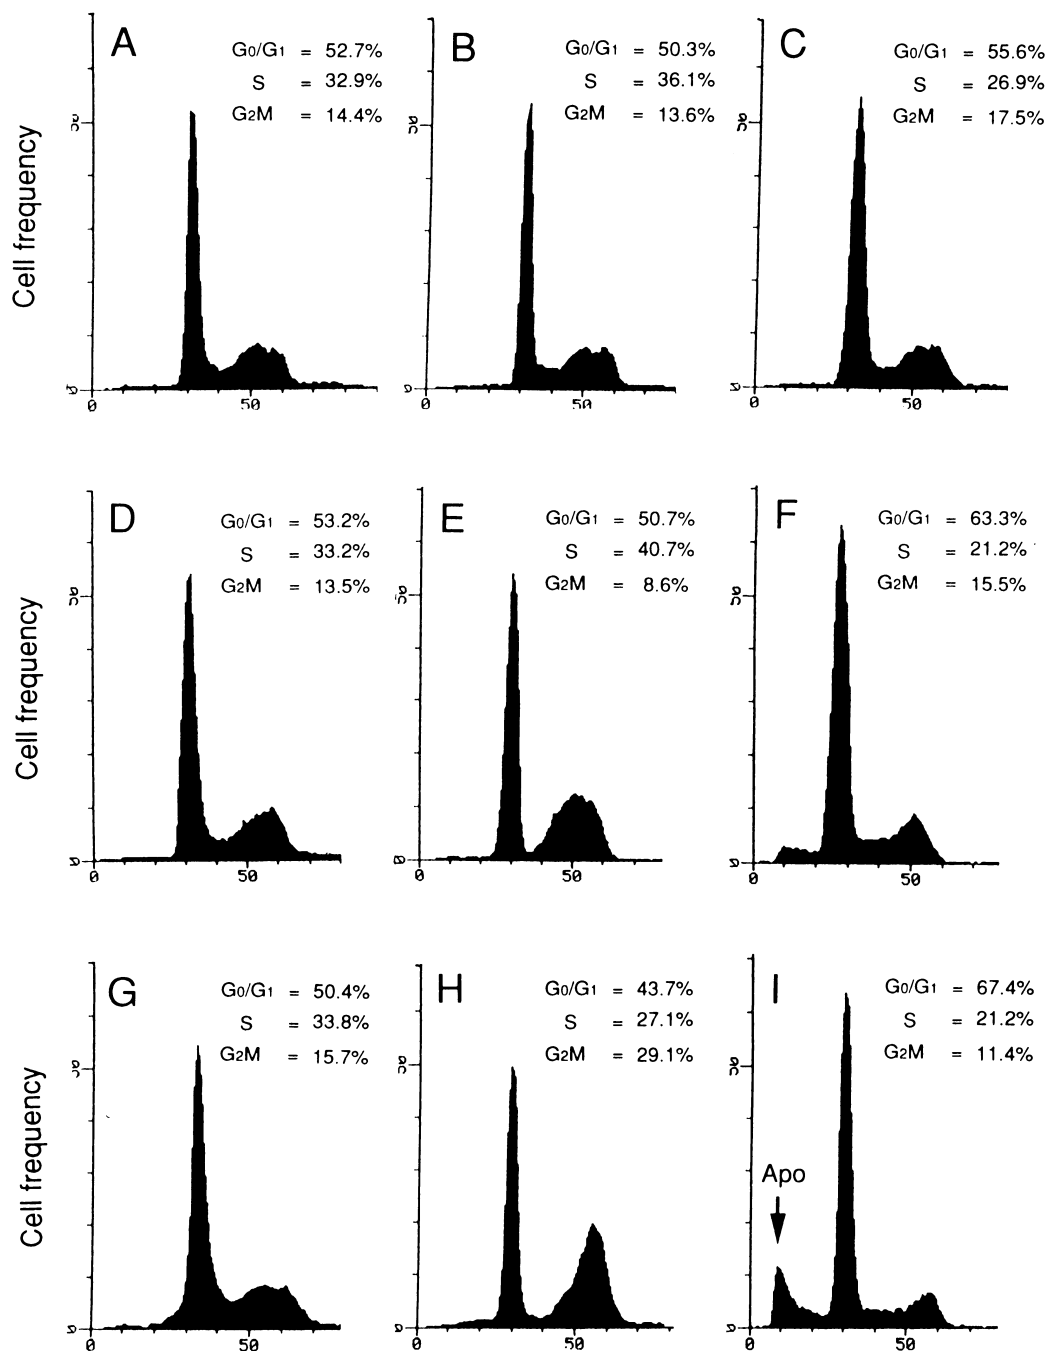 A
G0/G1 = 52.7%
S = 32.9%
G2M = 14.4%
B
G0/G1 = 50.3%
S = 36.1%
G2M = 13.6%
C
G0/G1 = 55.6%
S = 26.9%
G2M = 17.5%
Cell frequency
0 50
0 50
0 50
D
G0/G1 = 53.2%
S = 33.2%
G2M = 13.5%
E
G0/G1 = 50.7%
S = 40.7%
G2M = 8.6%
F
G0/G1 = 63.3%
S = 21.2%
G2M = 15.5%
Cell frequency
0 50
0 50
0 50
G
G0/G1 = 50.4%
S = 33.8%
G2M = 15.7%
H
G0/G1 = 43.7%
S = 27.1%
G2M = 29.1%
I
G0/G1 = 67.4%
S = 21.2%
G2M = 11.4%
Apo
Cell frequency
0 50
0 50
0 50